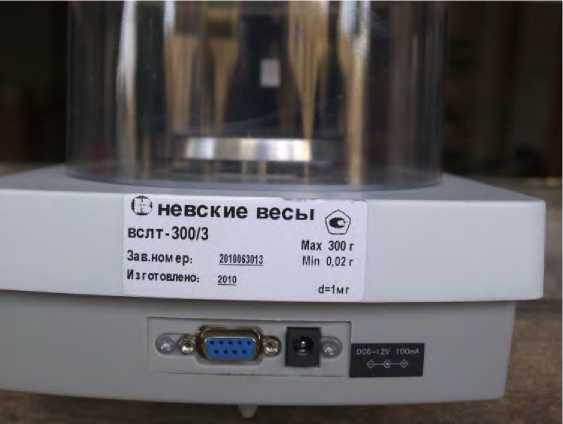 невские весы
ВСЛТ-300/3
Max 300 г
Зав.номер: 2010063013
Min 0,02 г
Изготовлено: 2010
d=1мг
DC6-12V 100mA